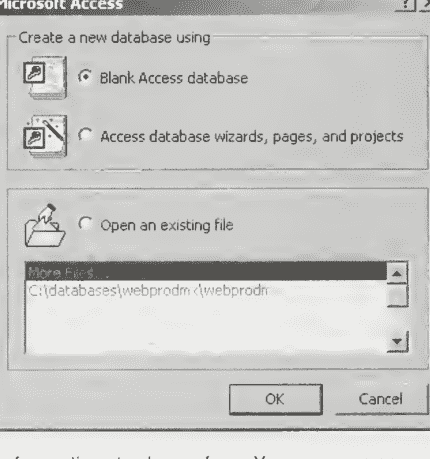 Microsoft Access
Create a new database using
Blank Access database
Access database wizards, pages, and projects
Open an existing file
More Files...
OK
Cancel